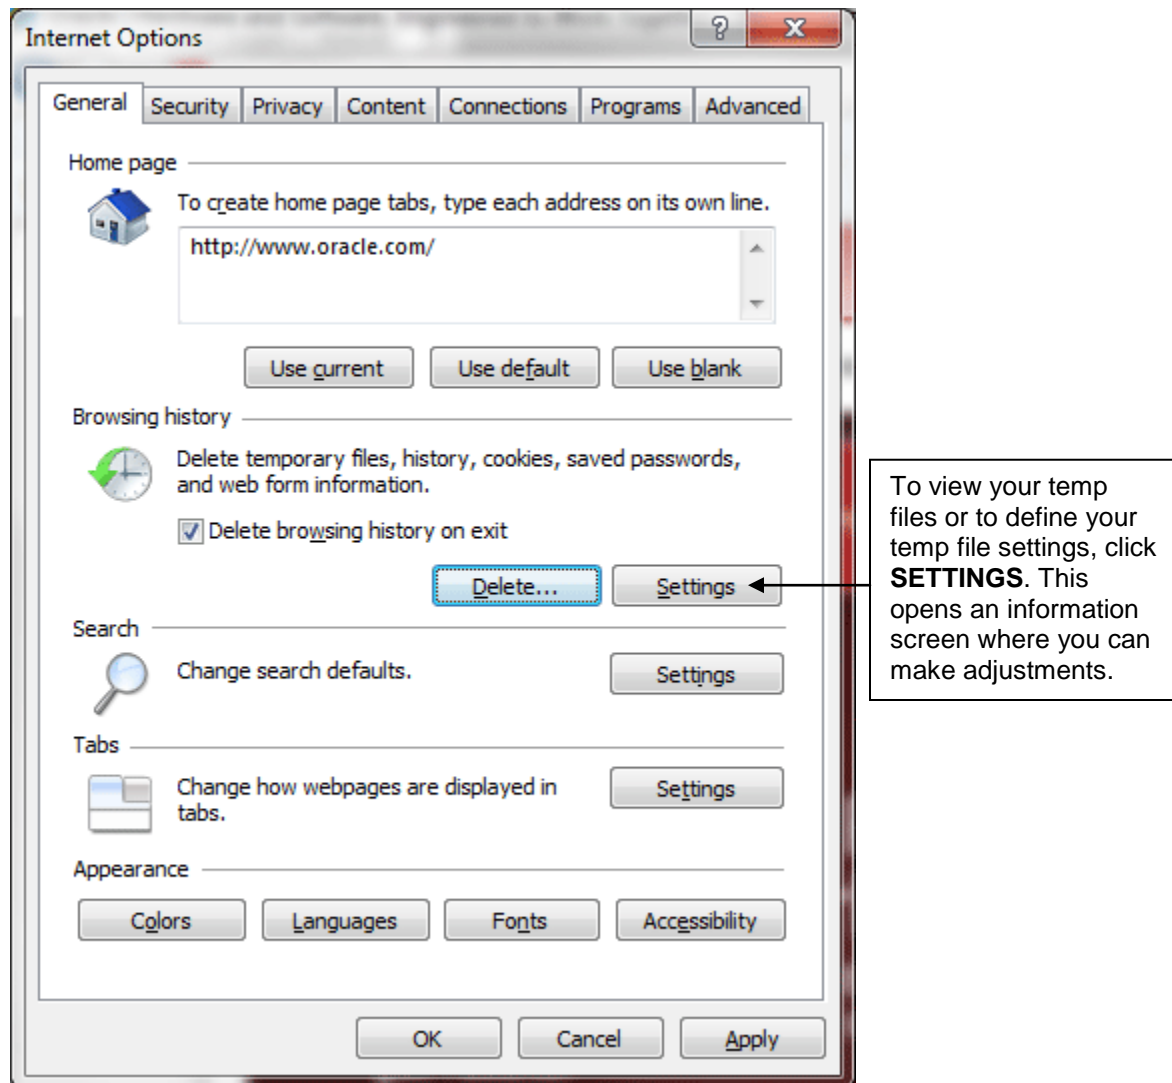 Internet Options
General Security Privacy Content Connections Programs Advanced
Home page
To create home page tabs, type each address on its own line.
http://www.oracle.com/
Use current Use default Use blank
Browsing history
Delete temporary files, history, cookies, saved passwords,
and web form information.
Delete browsing history on exit
Delete... Settings
To view your temp
files or to define your
temp file settings, click
SETTINGS. This
opens an information
screen where you can
make adjustments.
Search
Change search defaults.
Settings
Tabs
Change how webpages are displayed in
tabs.
Settings
Appearance
Colors Languages Fonts Accessibility
OK Cancel Apply